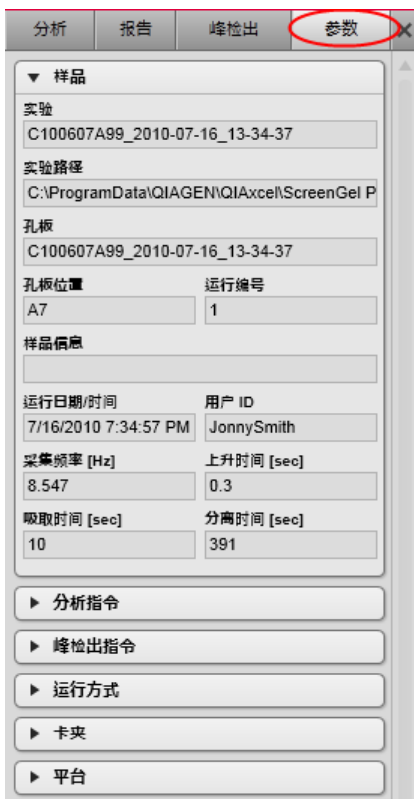 分析 报告 峰检出 参数
▼ 样品
实验
C100607A99_2010-07-16_13-34-37
实验路径
C:\ProgramData\QIAGEN\QIAxcel\ScreenGel P
孔板
C100607A99_2010-07-16_13-34-37
孔板位置 运行编号
A7 1
样品信息
运行日期/时间 用户 ID
7/16/2010 7:34:57 PM JonnySmith
采集频率 [Hz] 上升时间 [sec]
8.547 0.3
吸取时间 [sec] 分离时间 [sec]
10 391
▶ 分析指令
▶ 峰检出指令
▶ 运行方式
▶ 卡夹
▶ 平台